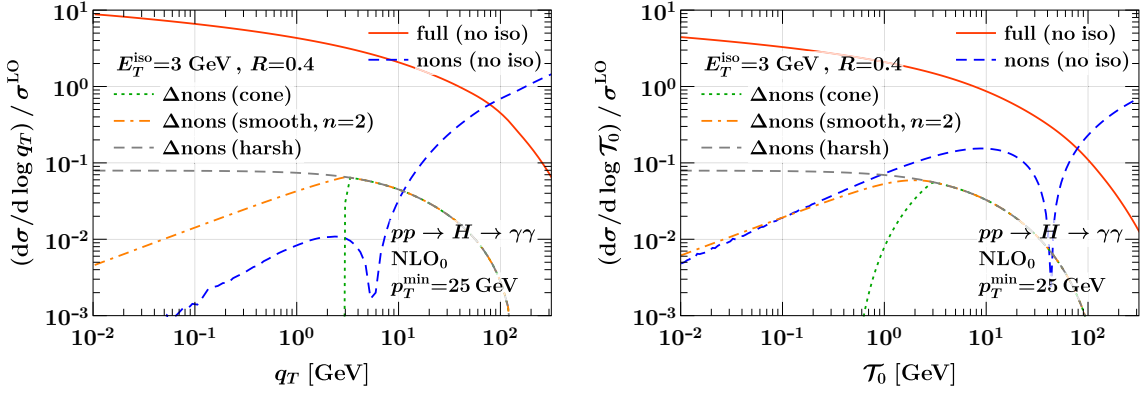 (dσ/d log q_T) / σ^LO
10^1
10^0
10^−1
10^−2
10^−3
full (no iso)
nons (no iso)
E_T^iso=3 GeV , R=0.4
Δnons (cone)
Δnons (smooth, n=2)
Δnons (harsh)
pp → H → γγ
NLO_0
p_T^min=25 GeV
10^−2 10^−1 10^0 10^1 10^2
q_T [GeV]
(dσ/d log 𝒯_0) / σ^LO
10^1
10^0
10^−1
10^−2
10^−3
full (no iso)
nons (no iso)
E_T^iso=3 GeV , R=0.4
Δnons (cone)
Δnons (smooth, n=2)
Δnons (harsh)
pp → H → γγ
NLO_0
p_T^min=25 GeV
10^−2 10^−1 10^0 10^1 10^2
𝒯_0 [GeV]